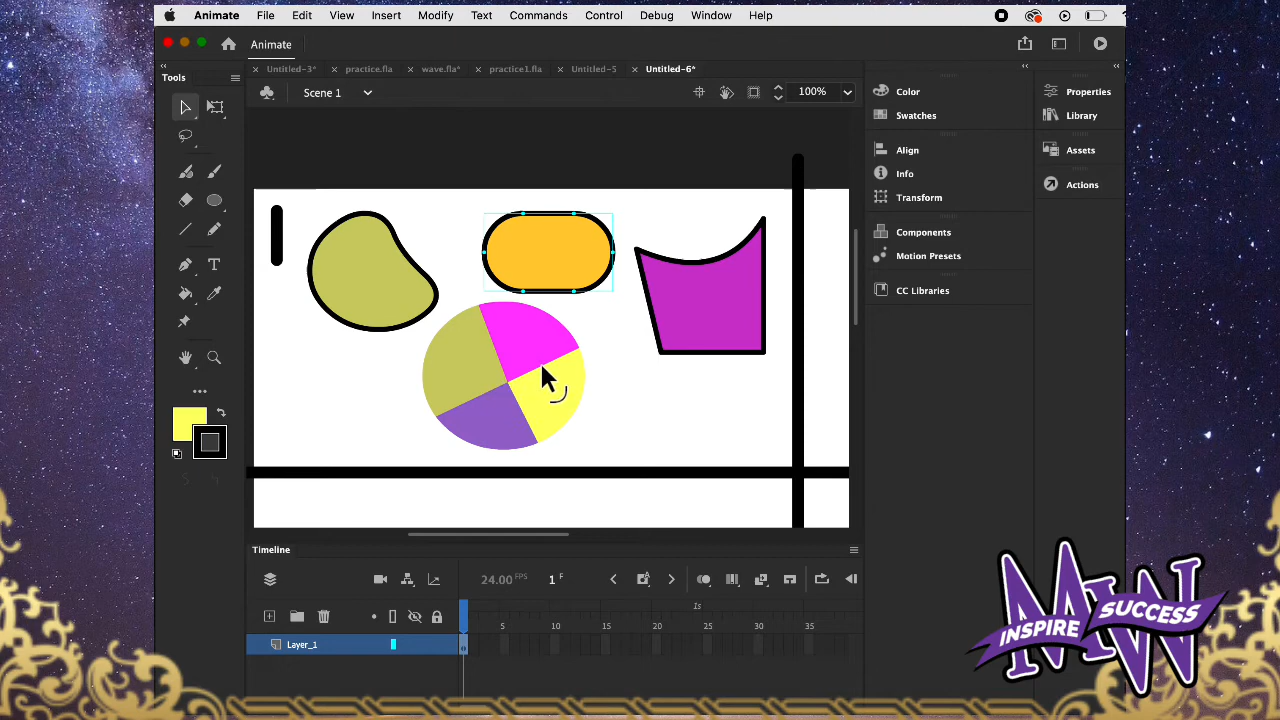 Animate File Edit View Insert Modify Text Commands Control Debug Window Help
Animate
Tools
Untitled-3* practice.fla wave.fla* practice1.fla Untitled-5 Untitled-6*
Scene 1 100%
Color
Swatches
Align
Info
Transform
Components
Motion Presets
CC Libraries
Properties
Library
Assets
Actions
T
Timeline
24.00 FPS 1 F
1s
5 10 15 20 25 30 35
Layer_1
MW
INSPIRE SUCCESS